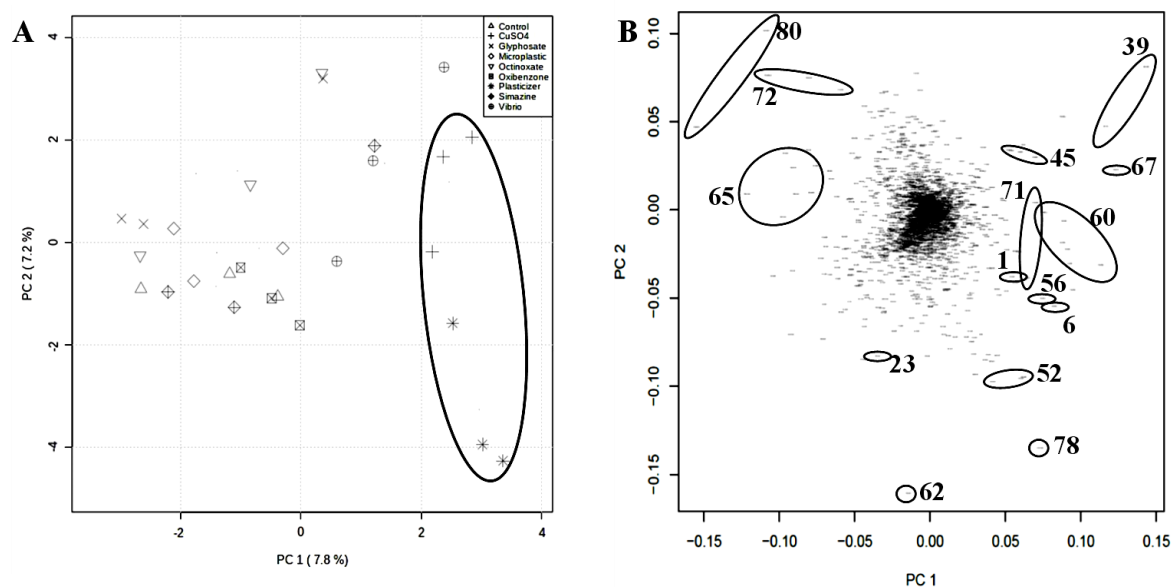 A
Control
CuSO4
Glyphosate
Microplastic
Octinoxate
Oxibenzone
Plasticizer
Simazine
Vibrio
4
2
0
-2
-4
PC 2 ( 7.2 %)
-2
0
2
4
PC 1 ( 7.8 %)
B
0.10
0.05
0.00
−0.05
−0.10
−0.15
PC 2
80
39
72
45
67
65
71
60
1
56
6
23
52
78
62
−0.15
−0.10
−0.05
0.00
0.05
0.10
0.15
PC 1